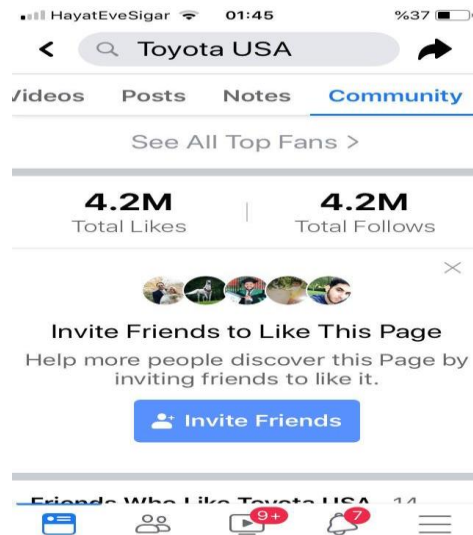 HayatEveSigar 01:45 %37
Toyota USA
Videos Posts Notes Community
See All Top Fans >
4.2M 4.2M
Total Likes Total Follows
Invite Friends to Like This Page
Help more people discover this Page by
inviting friends to like it.
Invite Friends
Friends Who Like Toyota USA 14
9+ 7